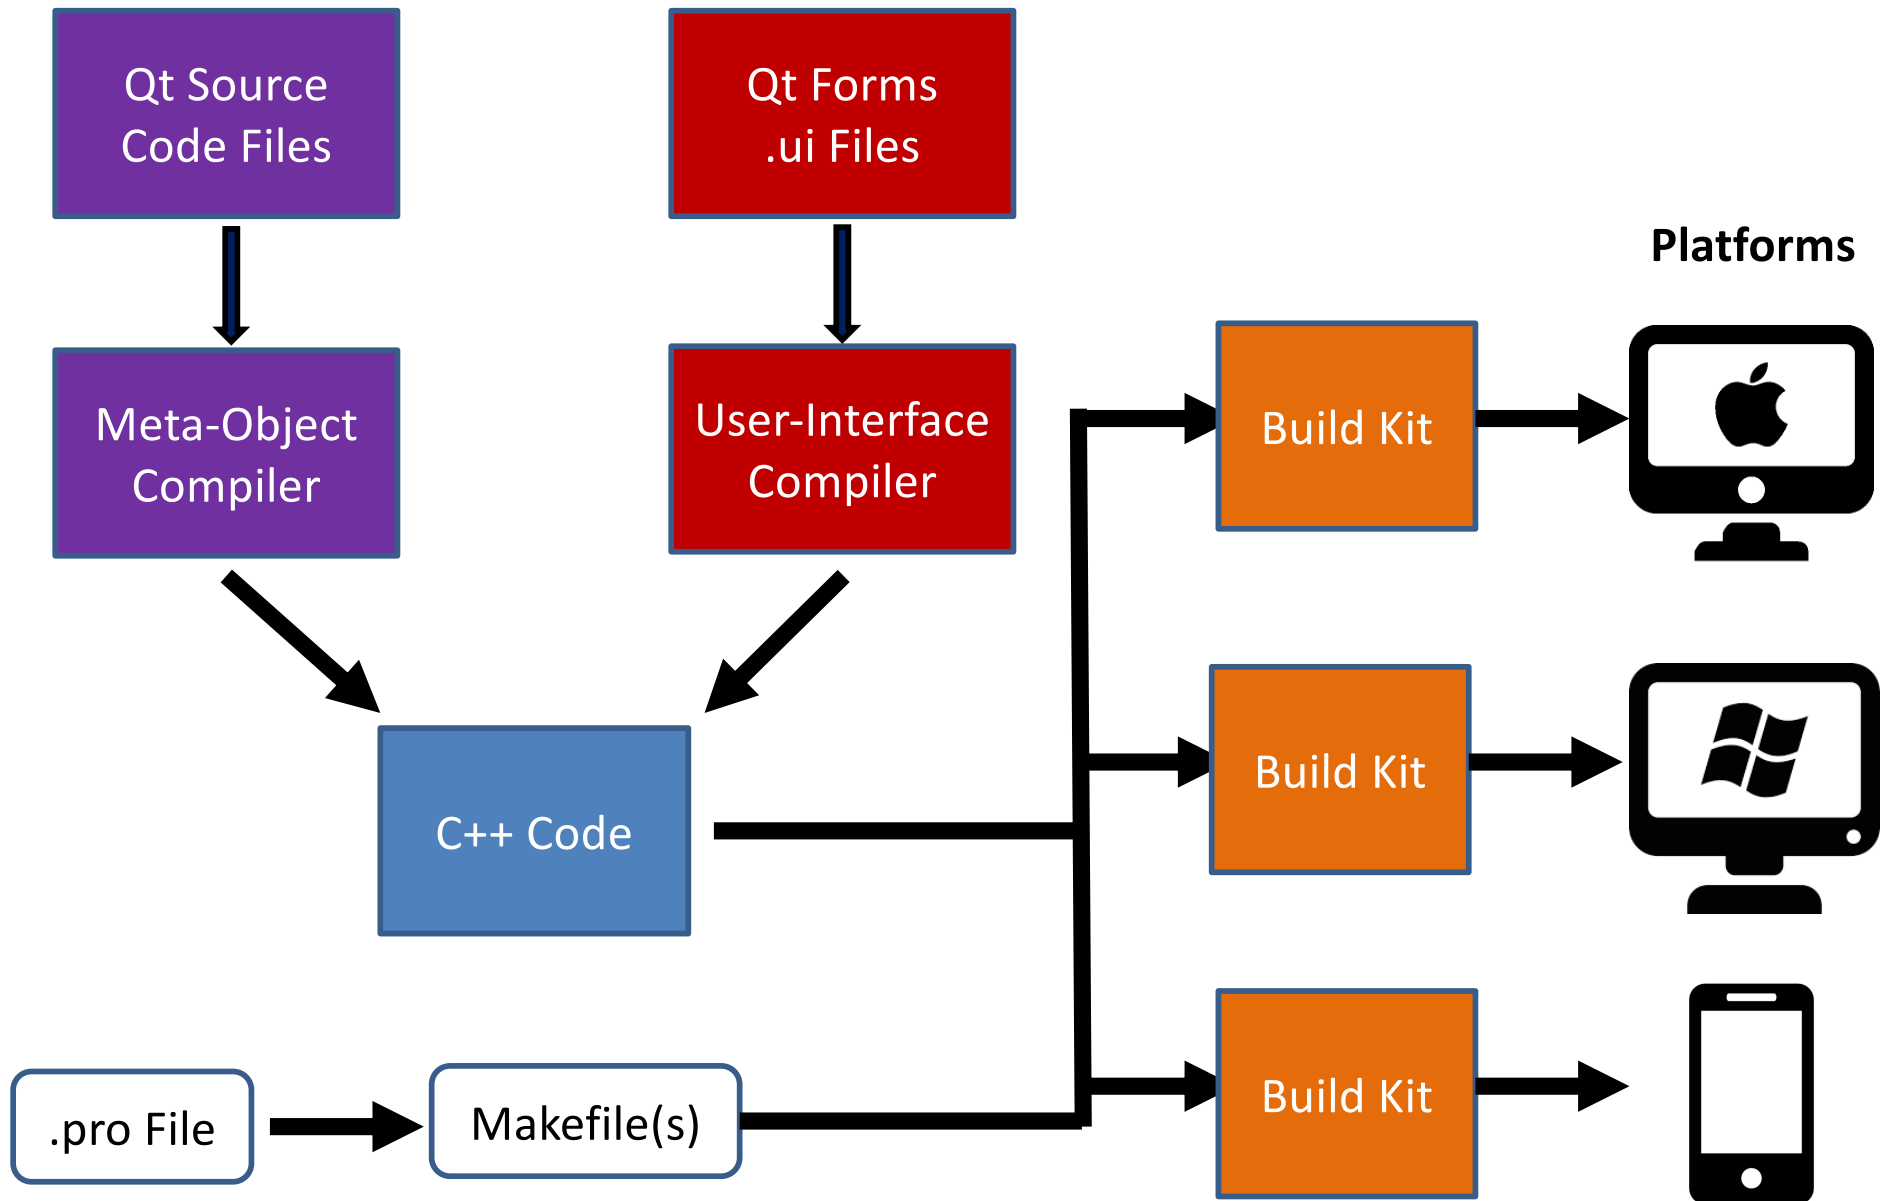 Qt Source
Code Files
Qt Forms
.ui Files
Platforms
Meta-Object
Compiler
User-Interface
Compiler
Build Kit
Build Kit
C++ Code
Build Kit
.pro File
Makefile(s)